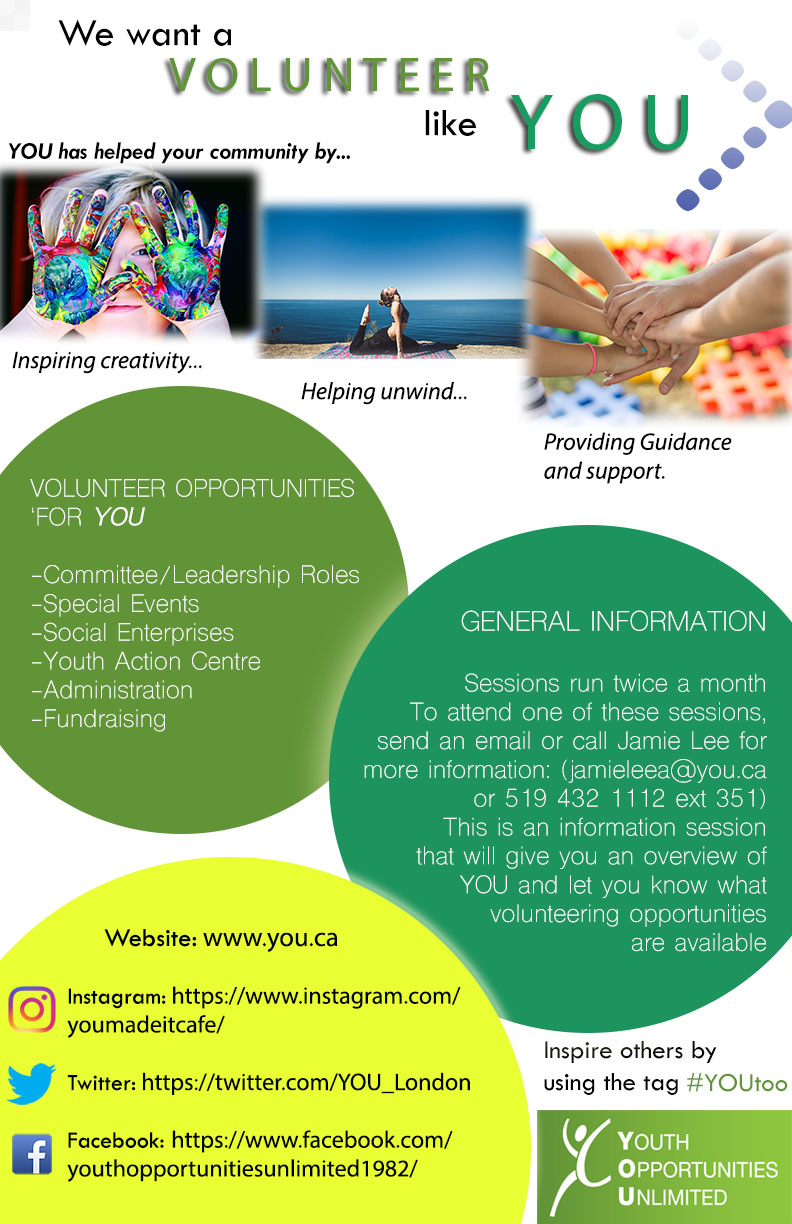 We want a
VOLUNTEER
like YOU
YOU has helped your community by...
Inspiring creativity...
Helping unwind...
Providing Guidance
and support.
VOLUNTEER OPPORTUNITIES
‘FOR YOU
-Committee/Leadership Roles
-Special Events
-Social Enterprises
-Youth Action Centre
-Administration
-Fundraising
GENERAL INFORMATION
Sessions run twice a month
To attend one of these sessions,
send an email or call Jamie Lee for
more information: (jamieleea@you.ca
or 519 432 1112 ext 351)
This is an information session
that will give you an overview of
YOU and let you know what
volunteering opportunities
are available
Website: www.you.ca
Instagram: https://www.instagram.com/
youmadeitcafe/
Twitter: https://twitter.com/YOU_London
Facebook: https://www.facebook.com/
youthopportunitiesunlimited1982/
Inspire others by
using the tag #YOUtoo
YOUTH
OPPORTUNITIES
UNLIMITED